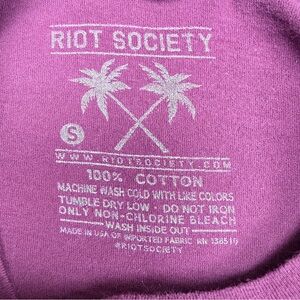 RIOT SOCIETY
S
WWW.RIOTSOCIETY.COM
100% COTTON
MACHINE WASH COLD WITH LIKE COLORS
TUMBLE DRY LOW · DO NOT IRON
ONLY NON-CHLORINE BLEACH
WASH INSIDE OUT
MADE IN USA OF IMPORTED FABRIC RN 138510
#RIOTSOCIETY